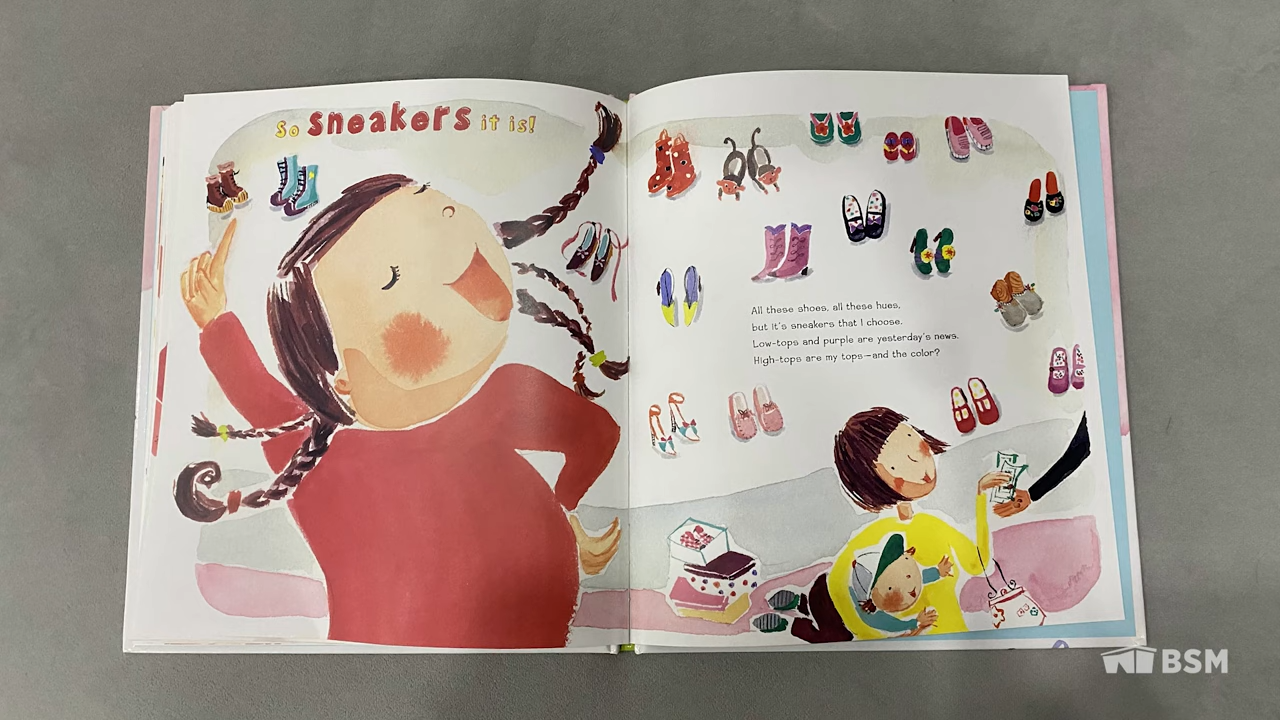 So sneakers it is!
All these shoes, all these hues,
but it's sneakers that I choose.
Low-tops and purple are yesterday's news.
High-tops are my tops—and the color?
BSM